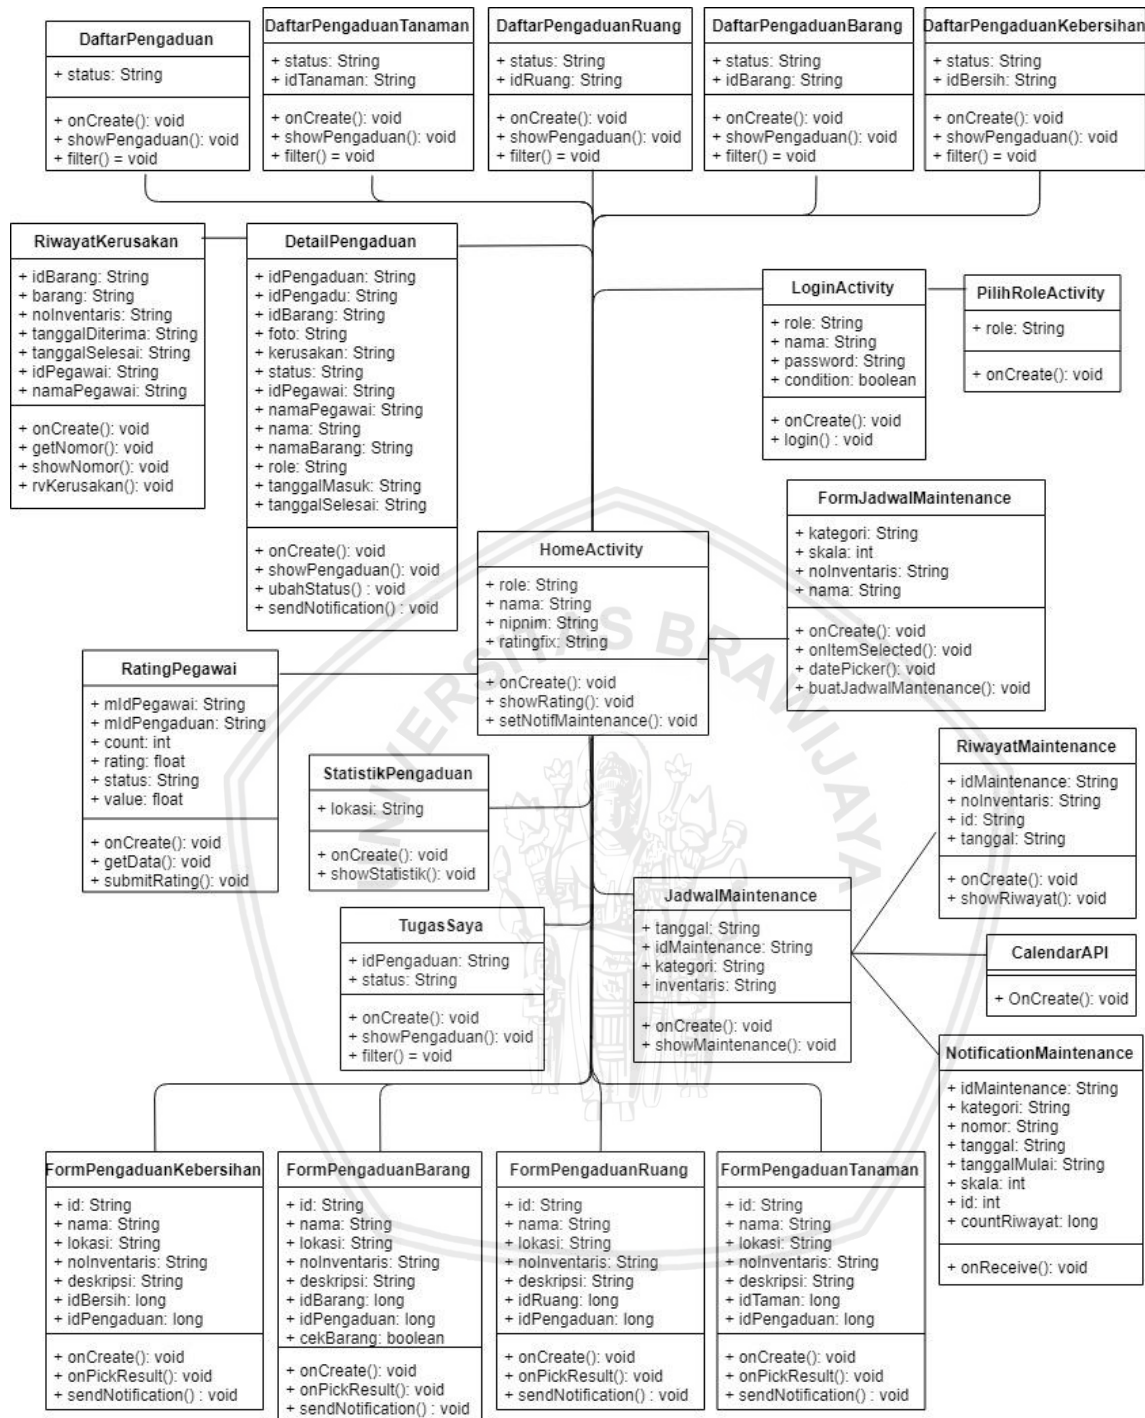 DaftarPengaduan
+ status: String
+ onCreate(): void
+ showPengaduan(): void
+ filter() = void
DaftarPengaduanTanaman
+ status: String
+ idTanaman: String
+ onCreate(): void
+ showPengaduan(): void
+ filter() = void
DaftarPengaduanRuang
+ status: String
+ idRuang: String
+ onCreate(): void
+ showPengaduan(): void
+ filter() = void
DaftarPengaduanBarang
+ status: String
+ idBarang: String
+ onCreate(): void
+ showPengaduan(): void
+ filter() = void
DaftarPengaduanKebersihan
+ status: String
+ idBersih: String
+ onCreate(): void
+ showPengaduan(): void
+ filter() = void
RiwayatKerusakan
+ idBarang: String
+ barang: String
+ noInventaris: String
+ tanggalDiterima: String
+ tanggalSelesai: String
+ idPegawai: String
+ namaPegawai: String
+ onCreate(): void
+ getNomor(): void
+ showNomor(): void
+ rvKerusakan(): void
DetailPengaduan
+ idPengaduan: String
+ idPengadu: String
+ idBarang: String
+ foto: String
+ kerusakan: String
+ status: String
+ idPegawai: String
+ namaPegawai: String
+ nama: String
+ namaBarang: String
+ role: String
+ tanggalMasuk: String
+ tanggalSelesai: String
+ onCreate(): void
+ showPengaduan(): void
+ ubahStatus() : void
+ sendNotification() : void
LoginActivity
+ role: String
+ nama: String
+ password: String
+ condition: boolean
+ onCreate(): void
+ login() : void
PilihRoleActivity
+ role: String
+ onCreate(): void
FormJadwalMaintenance
+ kategori: String
+ skala: int
+ noInventaris: String
+ nama: String
+ onCreate(): void
+ onItemSelected(): void
+ datePicker(): void
+ buatJadwalMantenance(): void
HomeActivity
+ role: String
+ nama: String
+ nipnim: String
+ ratingfix: String
+ onCreate(): void
+ showRating(): void
+ setNotifMaintenance(): void
UNIVERSITAS BRAWIJAYA
RatingPegawai
+ mIdPegawai: String
+ mIdPengaduan: String
+ count: int
+ rating: float
+ status: String
+ value: float
+ onCreate(): void
+ getData(): void
+ submitRating(): void
StatistikPengaduan
+ lokasi: String
+ onCreate(): void
+ showStatistik(): void
RiwayatMaintenance
+ idMaintenance: String
+ noInventaris: String
+ id: String
+ tanggal: String
+ onCreate(): void
+ showRiwayat(): void
TugasSaya
+ idPengaduan: String
+ status: String
+ onCreate(): void
+ showPengaduan(): void
+ filter() = void
JadwalMaintenance
+ tanggal: String
+ idMaintenance: String
+ kategori: String
+ inventaris: String
+ onCreate(): void
+ showMaintenance(): void
CalendarAPI
+ OnCreate(): void
NotificationMaintenance
+ idMaintenance: String
+ kategori: String
+ nomor: String
+ tanggal: String
+ tanggalMulai: String
+ skala: int
+ id: int
+ countRiwayat: long
+ onReceive(): void
FormPengaduanKebersihan
+ id: String
+ nama: String
+ lokasi: String
+ noInventaris: String
+ deskripsi: String
+ idBersih: long
+ idPengaduan: long
+ onCreate(): void
+ onPickResult(): void
+ sendNotification() : void
FormPengaduanBarang
+ id: String
+ nama: String
+ lokasi: String
+ noInventaris: String
+ deskripsi: String
+ idBarang: long
+ idPengaduan: long
+ cekBarang: boolean
+ onCreate(): void
+ onPickResult(): void
+ sendNotification() : void
FormPengaduanRuang
+ id: String
+ nama: String
+ lokasi: String
+ noInventaris: String
+ deskripsi: String
+ idRuang: long
+ idPengaduan: long
+ onCreate(): void
+ onPickResult(): void
+ sendNotification() : void
FormPengaduanTanaman
+ id: String
+ nama: String
+ lokasi: String
+ noInventaris: String
+ deskripsi: String
+ idTaman: long
+ idPengaduan: long
+ onCreate(): void
+ onPickResult(): void
+ sendNotification() : void